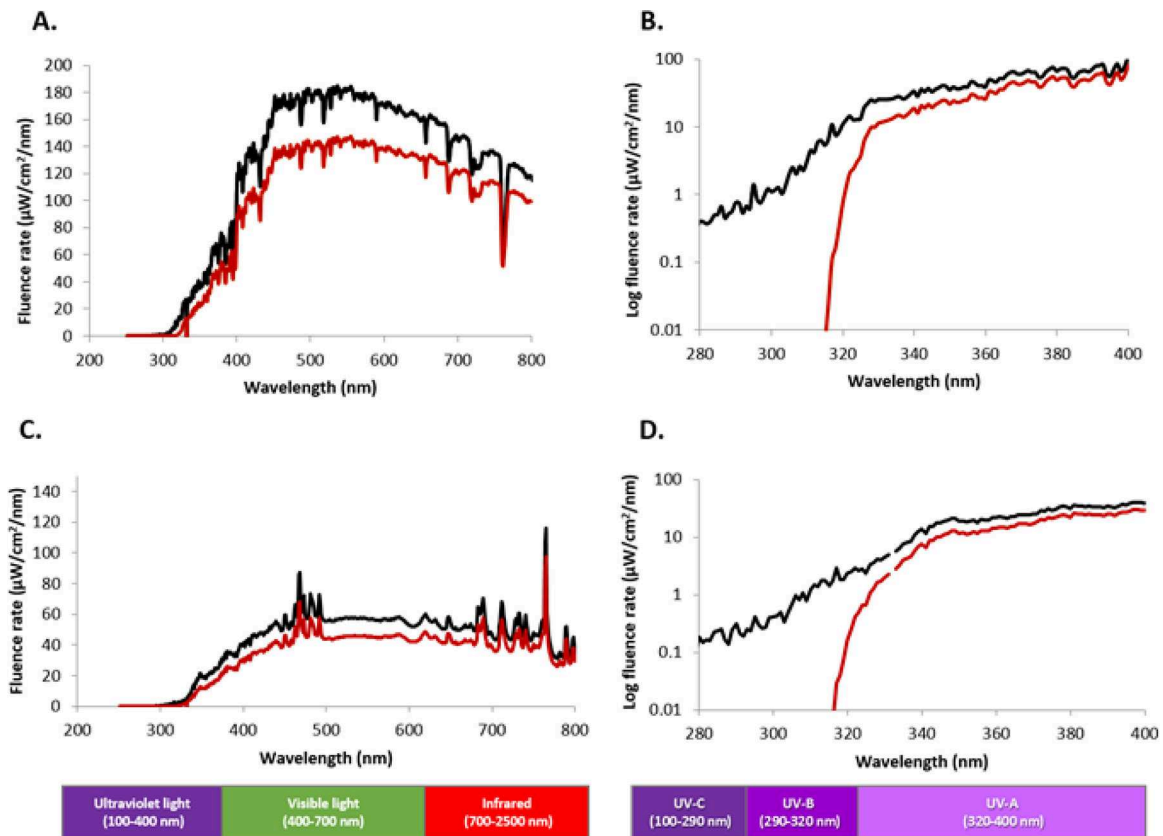 A.
Fluence rate (µW/cm²/nm)
200
180
160
140
120
100
80
60
40
20
0
200 300 400 500 600 700 800
Wavelength (nm)
B.
Log fluence rate (µW/cm²/nm)
100
10
1
0.1
0.01
280 300 320 340 360 380 400
Wavelength (nm)
C.
Fluence rate (µW/cm²/nm)
140
120
100
80
60
40
20
0
200 300 400 500 600 700 800
Wavelength (nm)
D.
Log fluence rate (µW/cm²/nm)
100
10
1
0.1
0.01
280 300 320 340 360 380 400
Wavelength (nm)
Ultraviolet light
(100-400 nm)
Visible light
(400-700 nm)
Infrared
(700-2500 nm)
UV-C
(100-290 nm)
UV-B
(290-320 nm)
UV-A
(320-400 nm)